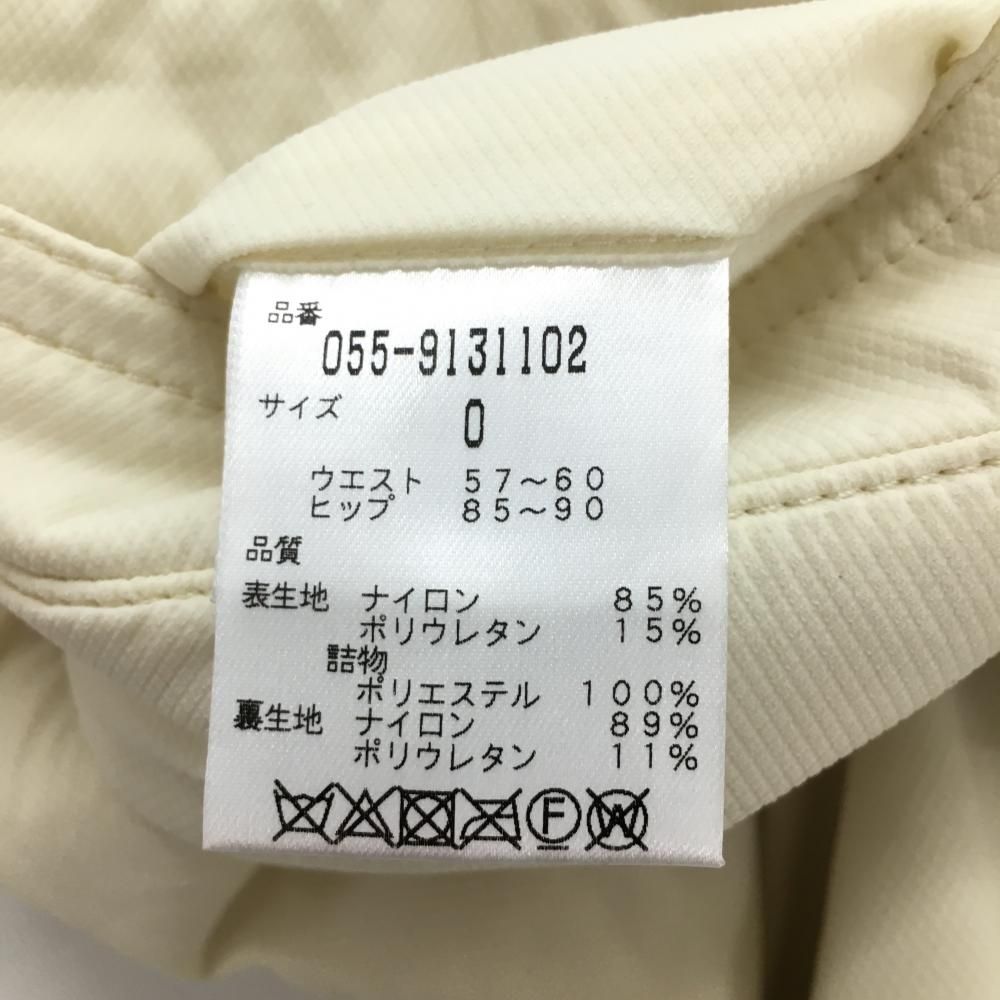 品番
055-9131102
サイズ
0
ウエスト 57～60
ヒップ 85～90
品質
表生地 ナイロン 85%
ポリウレタン 15%
詰物
ポリエステル 100%
裏生地 ナイロン 89%
ポリウレタン 11%
F W